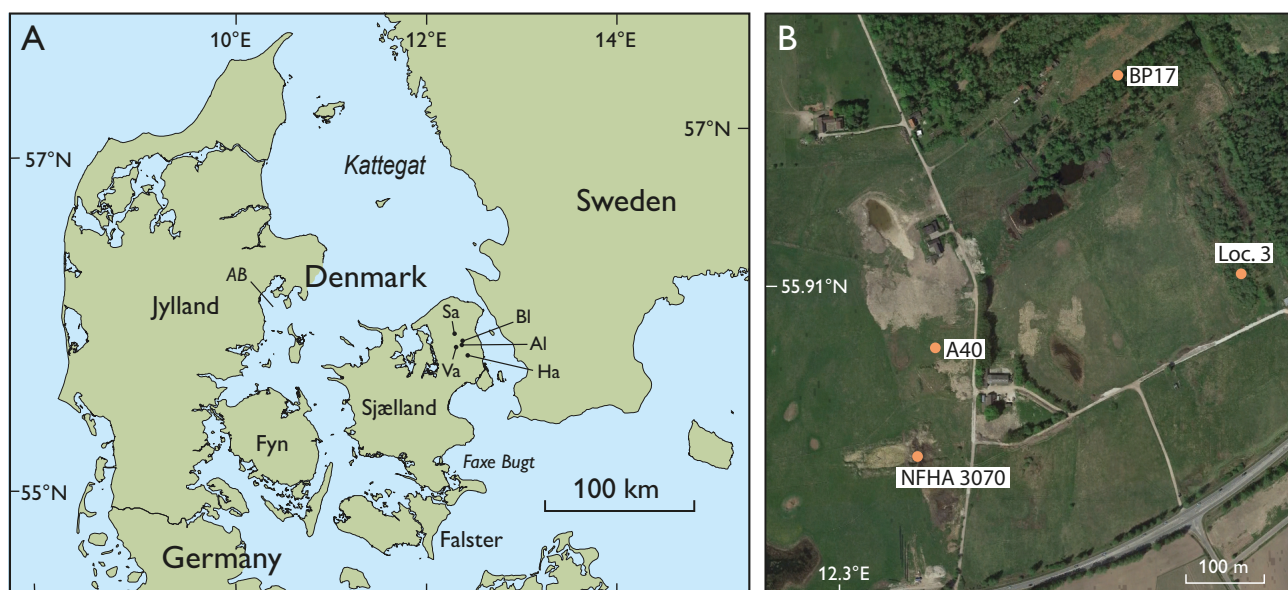 A
10°E
12°E
14°E
57°N
57°N
Kattegat
Sweden
Denmark
AB
Jylland
Sa
Bl
Al
Va
Ha
Sjælland
Fyn
Faxe Bugt
55°N
100 km
Falster
Germany
B
BP17
Loc. 3
55.91°N
A40
NFHA 3070
12.3°E
100 m